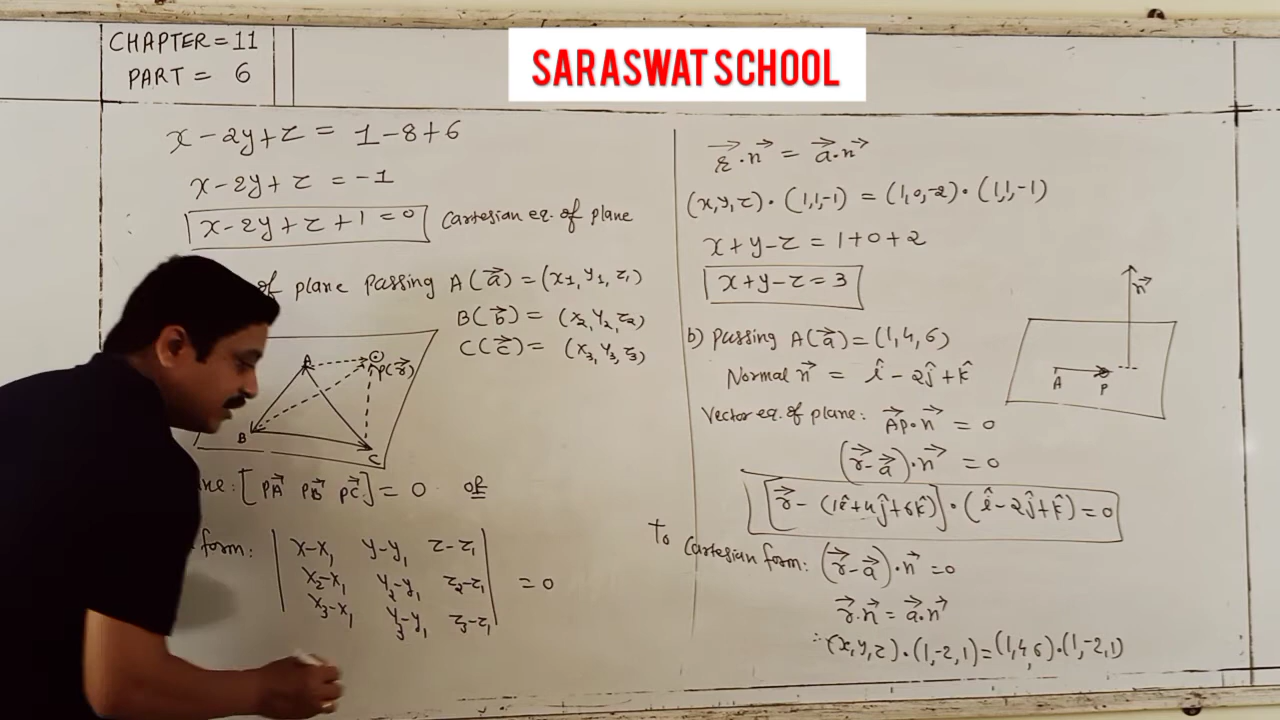 CHAPTER=11
PART = 6
SARASWAT SCHOOL
x-2y+z = 1-8+6
x-2y+z = -1
x-2y+z+1=0 Cartesian eq. of plane
of plane passing A(a⃗)=(x₁,y₁,z₁)
B(b⃗)= (x₂,y₂,z₂)
C(c⃗)= (x₃,y₃,z₃)
A P(r⃗)
B
C
ne: [PA⃗ PB⃗ PC⃗]=0 or
form: | x-x₁ y-y₁ z-z₁ |
| x₂-x₁ y₂-y₁ z₂-z₁ | =0
| x₃-x₁ y₃-y₁ z₃-z₁ |
r⃗.n⃗ = a⃗.n⃗
(x,y,z).(1,1,-1) = (1,0,-2).(1,1,-1)
x+y-z = 1+0+2
x+y-z=3
n⃗
A P
b) passing A(a⃗)=(1,4,6)
Normal n⃗ = î-2ĵ+k̂
Vector eq. of plane: AP⃗.n⃗ = 0
(r⃗-a⃗).n⃗ =0
[r⃗-(1î+4ĵ+6k̂)].(î-2ĵ+k̂)=0
To Cartesian form: (r⃗-a⃗).n⃗=0
r⃗.n⃗=a⃗.n⃗
∴(x,y,z).(1,-2,1)=(1,4,6).(1,-2,1)